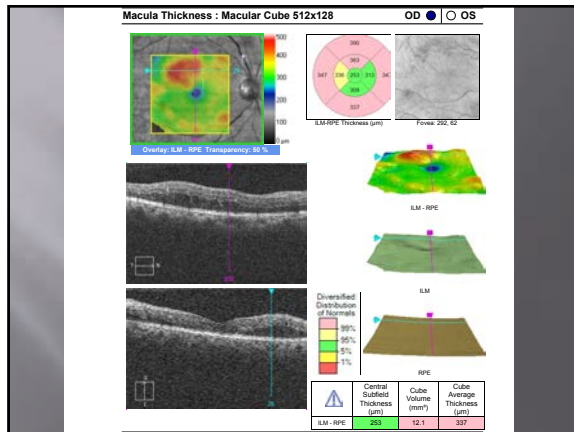 Macula Thickness : Macular Cube 512x128
OD OS
500
400
300
200
100
0 µm
Overlay: ILM - RPE Transparency: 50 %
390
363
347 336 253 313 34
309
337
ILM-RPE Thickness (µm)
Fovea: 292, 62
ILM - RPE
ILM
RPE
Diversified:
Distribution
of Normals
99%
95%
5%
1%
Central
Subfield
Thickness
(µm)
Cube
Volume
(mm³)
Cube
Average
Thickness
(µm)
ILM - RPE 253 12.1 337